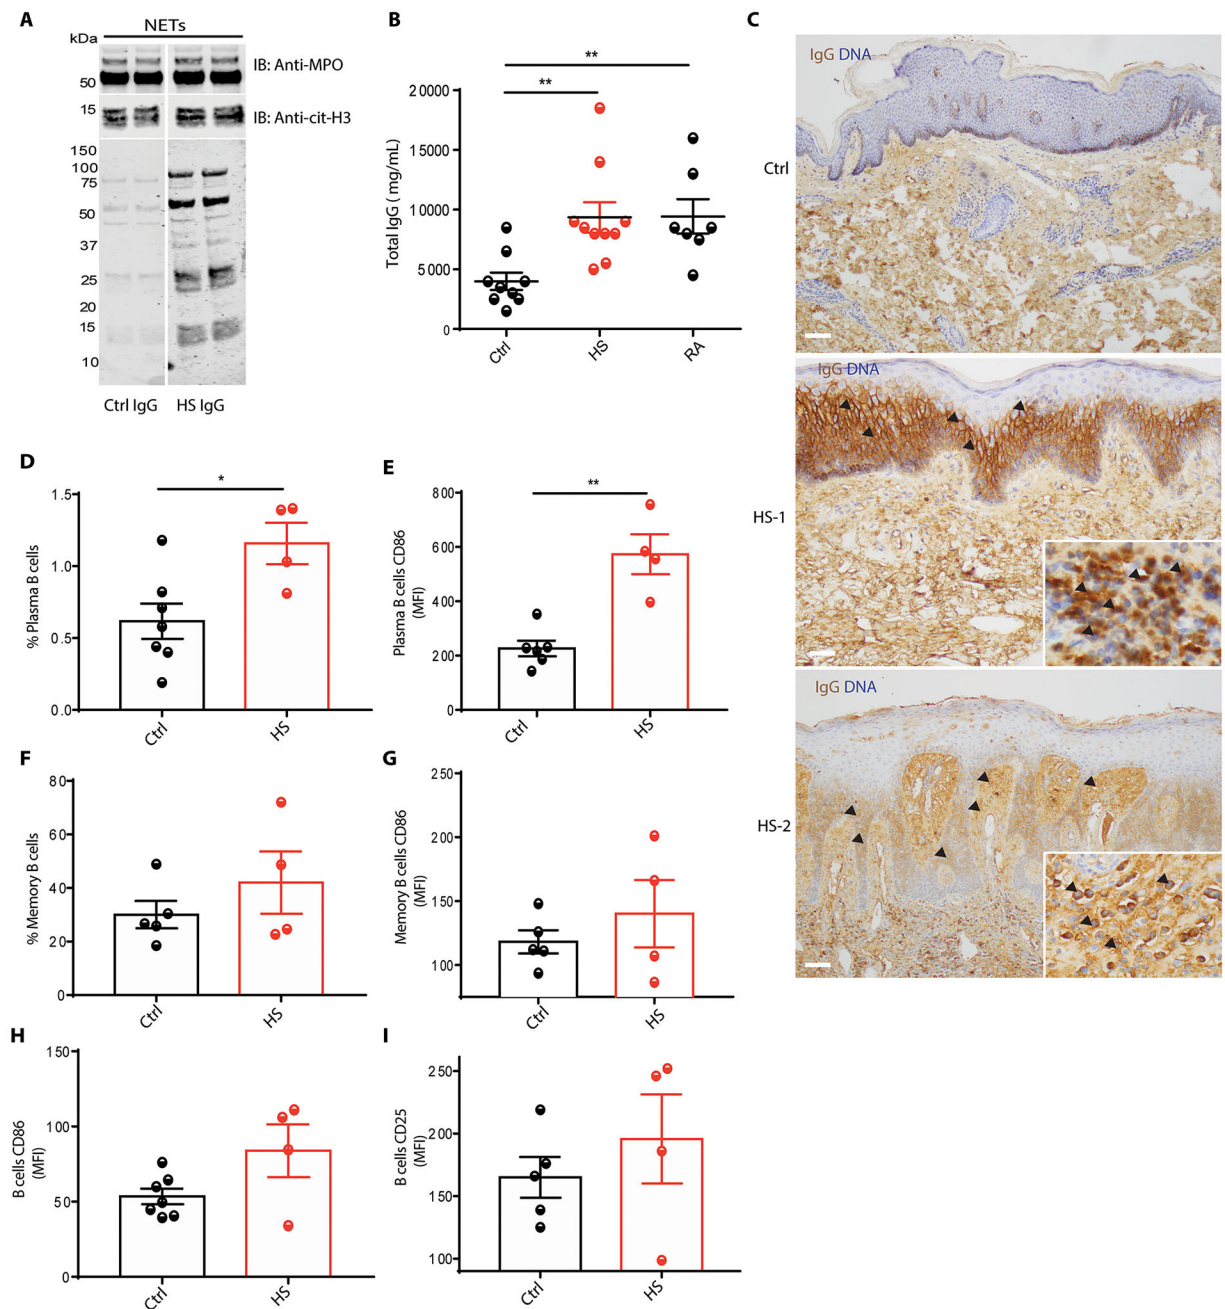 A
NETs
kDa
50
IB: Anti-MPO
15
IB: Anti-cit-H3
150
100
75
50
37
25
20
15
10
Ctrl IgG HS IgG
B
**
**
Total IgG ( mg/mL)
20000
15000
10000
5000
0
Ctrl
HS
RA
C
IgG DNA
Ctrl
IgG DNA
HS-1
IgG DNA
HS-2
D
*
% Plasma B cells
1.5
1.0
0.5
0.0
Ctrl
HS
E
**
Plasma B cells CD86
(MFI)
800
600
400
200
0
Ctrl
HS
F
% Memory B cells
80
60
40
20
0
Ctrl
HS
G
Memory B cells CD86
(MFI)
250
200
150
100
Ctrl
HS
H
B cells CD86
(MFI)
150
100
50
0
Ctrl
HS
I
B cells CD25
(MFI)
250
200
150
100
Ctrl
HS